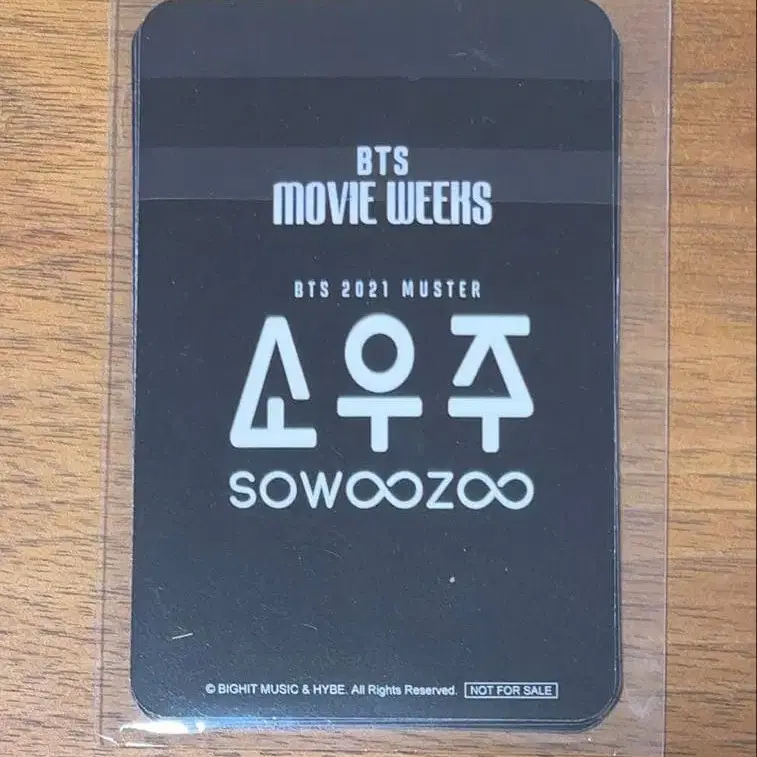 BTS
MOVIE WEEKS
BTS 2021 MUSTER
소우주
SOWOOZOO
© BIGHIT MUSIC & HYBE. All Rights Reserved. NOT FOR SALE